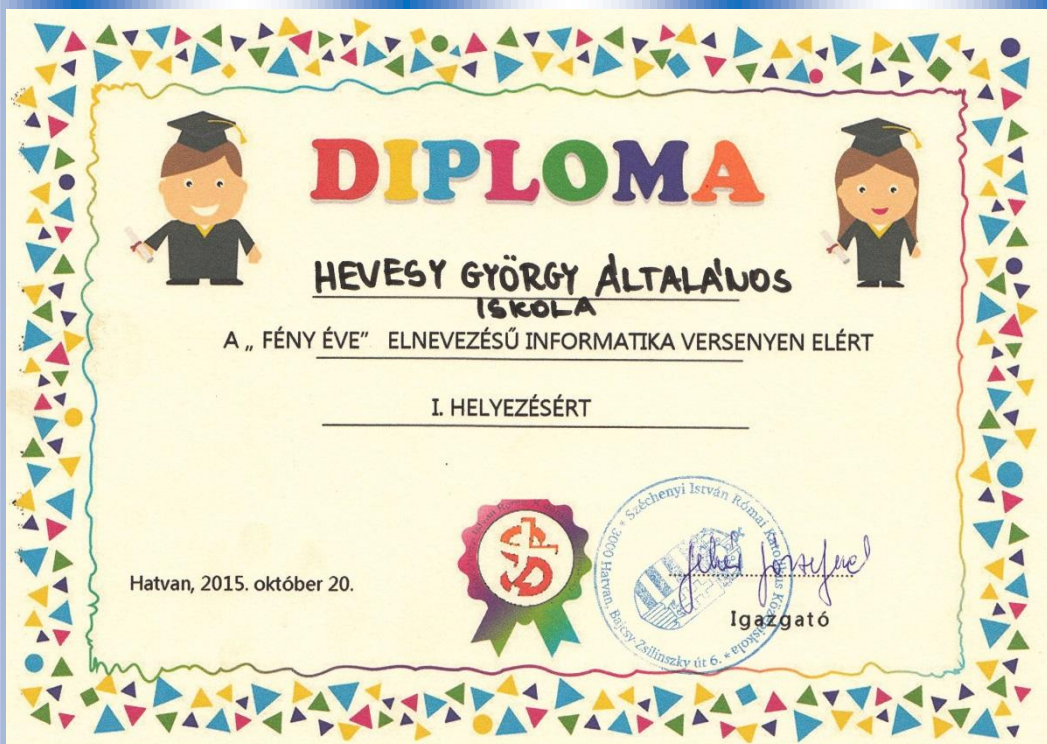 DIPLOMA
HEVESY GYÖRGY ÁLTALÁNOS
ISKOLA
A „ FÉNY ÉVE” ELNEVEZÉSŰ INFORMATIKA VERSENYEN ELÉRT
I. HELYEZÉSÉRT
Széchenyi István Római Katolikus Középiskola * 3000 Hatvan, Bajcsy-Zsilinszky út 6. *
Hatvan, 2015. október 20.
Igazgató